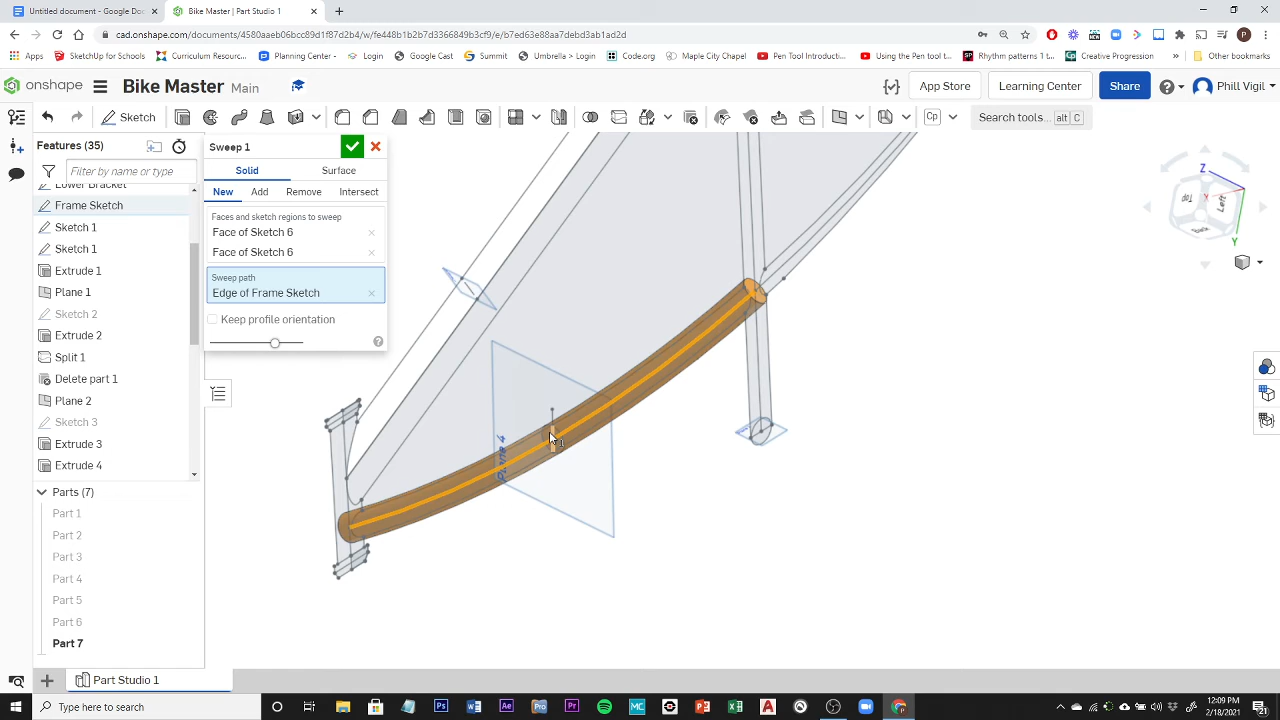 Untitled document - Google Doc
Bike Master | Part Studio 1
cad.onshape.com/documents/4580aaeb06bcc89d1f87d2b4/w/fe448b1b2b7d3366849b3cf9/e/b7ed63e88aa7debd3ab1ad2d
Apps
SketchUp for Schools
Curriculum Resourc...
Planning Center
Fusion
Google Cast
Summit
Dashboard > Login
Code.org
Maple City Chapel
Pen Tool Introducti...
Using the Pen tool t...
Rhythm patterns 1 t...
Creative Progression
Other bookmarks
onshape
Bike Master
Main
App Store
Learning Center
Share
Phill Vigil
Sketch
Cp
Search tools...
alt
C
Features (35)
Filter by name or type
Lower Bracket
Frame Sketch
Sketch 1
Sketch 1
Extrude 1
Plane 1
Sketch 2
Extrude 2
Split 1
Delete part 1
Plane 2
Sketch 3
Extrude 3
Extrude 4
Parts (7)
Part 1
Part 2
Part 3
Part 4
Part 5
Part 6
Part 7
Sweep 1
Solid
Surface
New
Add
Remove
Intersect
Faces and sketch regions to sweep
Face of Sketch 6
Face of Sketch 6
Sweep path
Edge of Frame Sketch
Keep profile orientation
Plane 4
Z
Left
Back
Y
Part Studio 1
Type here to search
12:09 PM
2/18/2021